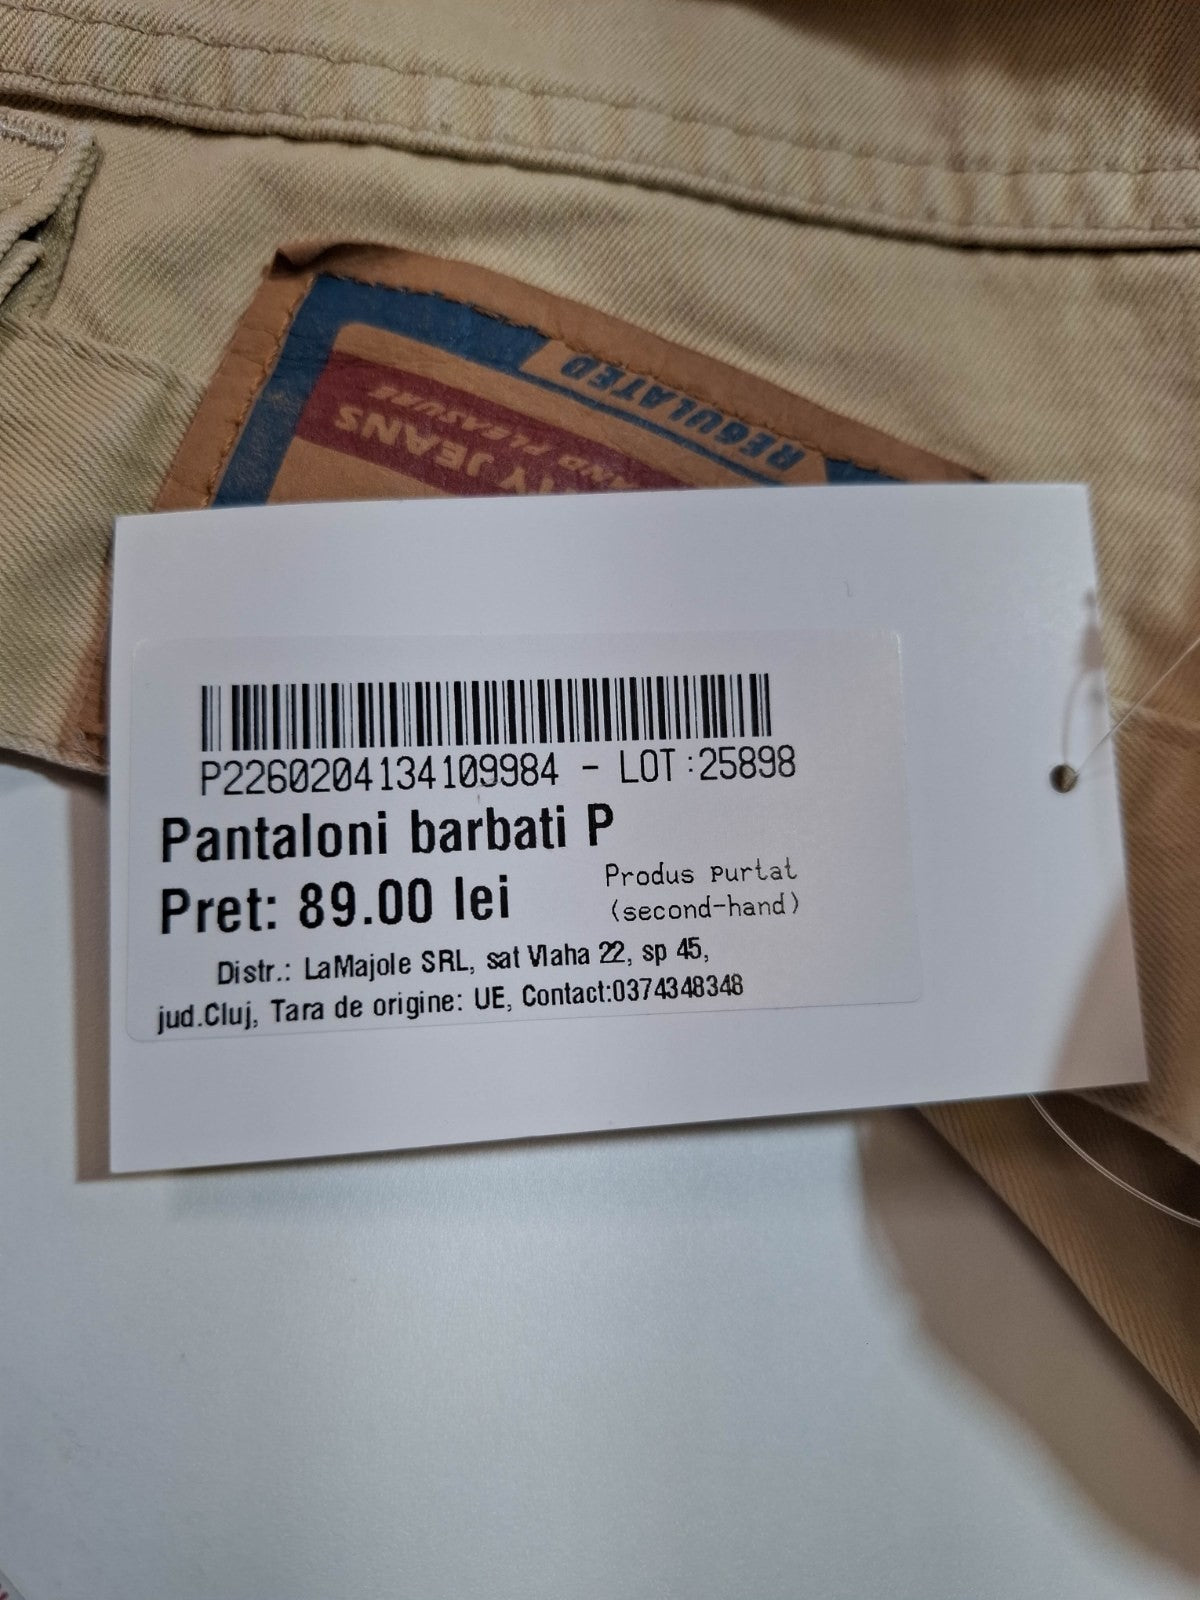 REGULATED
JEANS
AND PLEASURE
P2260204134109984 - LOT:25898
Pantaloni barbati P
Pret: 89.00 lei
Produs purtat
(second-hand)
Distr.: LaMajole SRL, sat Vlaha 22, sp 45,
jud.Cluj, Tara de origine: UE, Contact:0374348348